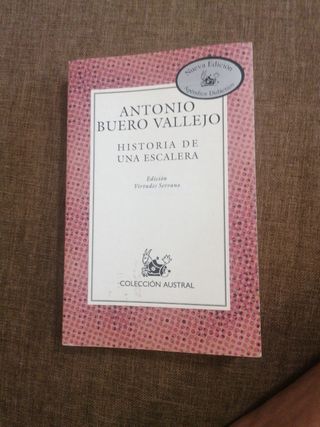 Nueva Edición
Apéndice Didáctico
ANTONIO
BUERO VALLEJO
HISTORIA DE
UNA ESCALERA
Edición
Virtudes Serrano
COLECCIÓN AUSTRAL